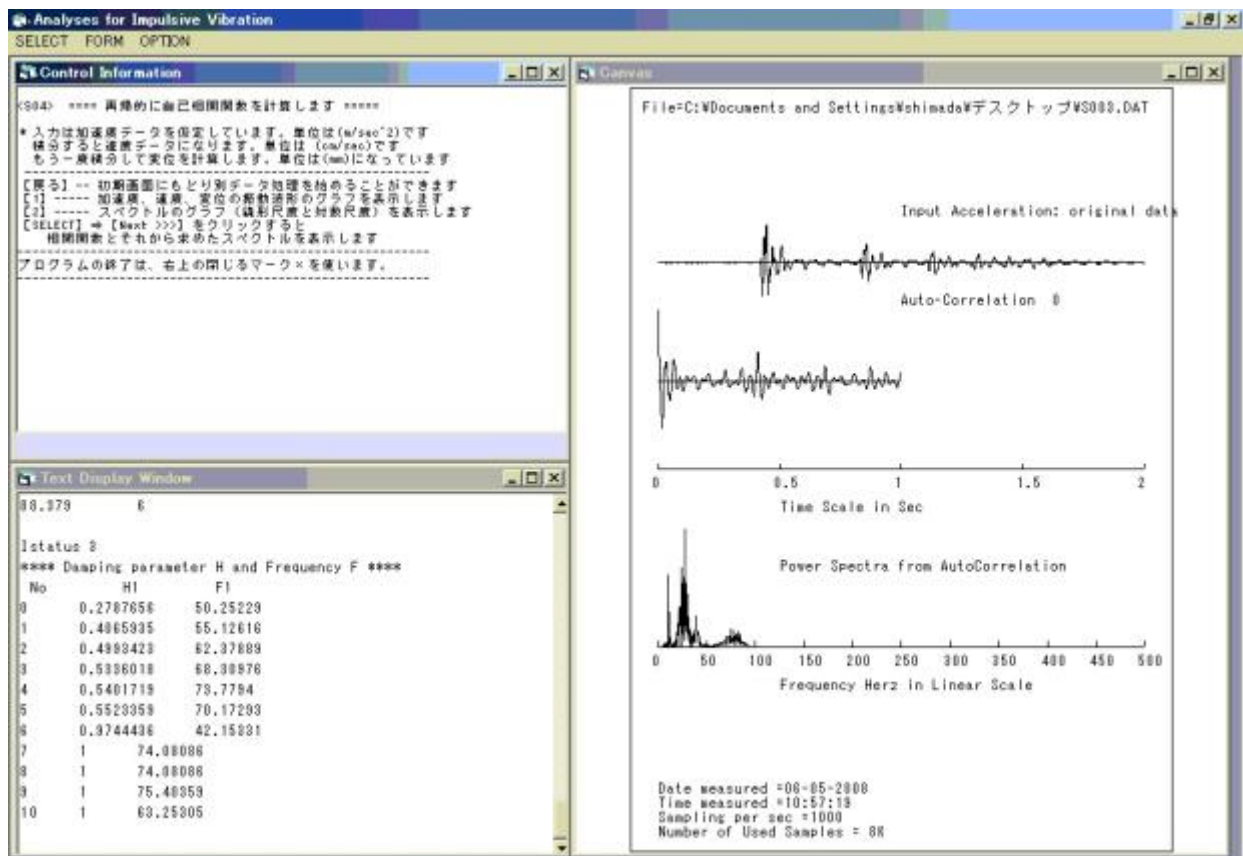 Analyses for Impulsive Vibration
SELECT FORM OPTION
Control Information
<S04> **** 再帰的に自己相関関数を計算します *****
* 入力は加速度データを仮定しています。単位は(m/sec^2)です
積分すると速度データになります。単位は (cm/sec)です
もう一度積分して変位を計算します。単位は(mm)になっています
【戻る】 -- 初期画面にもどり別データ処理を始めることができます
【1】 ----- 加速度、速度、変位の振動波形のグラフを表示します
【2】 ----- スペクトルのグラフ（線形尺度と対数尺度）を表示します
【SELECT】 ⇒ 【Next >>>】をクリックすると
相関関数とそれから求めたスペクトルを表示します
プログラムの終了は、右上の閉じるマーク×を使います。
Text Display Window
88.379 6
Istatus 3
**** Damping parameter H and Frequency F ****
No H1 F1
0 0.2787656 50.25229
1 0.4065935 55.12616
2 0.4993423 62.37889
3 0.5336018 68.30976
4 0.5401719 73.7794
5 0.5523359 70.17293
6 0.9744436 42.15331
7 1 74.08086
8 1 74.08086
9 1 75.40359
10 1 63.25305
Canvas
File=C:¥Documents and Settings¥shimada¥デスクトップ¥S003.DAT
Input Acceleration: original data
Auto-Correlation 0
0 0.5 1 1.5 2
Time Scale in Sec
Power Spectra from AutoCorrelation
0 50 100 150 200 250 300 350 400 450 500
Frequency Herz in Linear Scale
Date measured =06-05-2008
Time measured =10:57:19
Sampling per sec =1000
Number of Used Samples = 8K